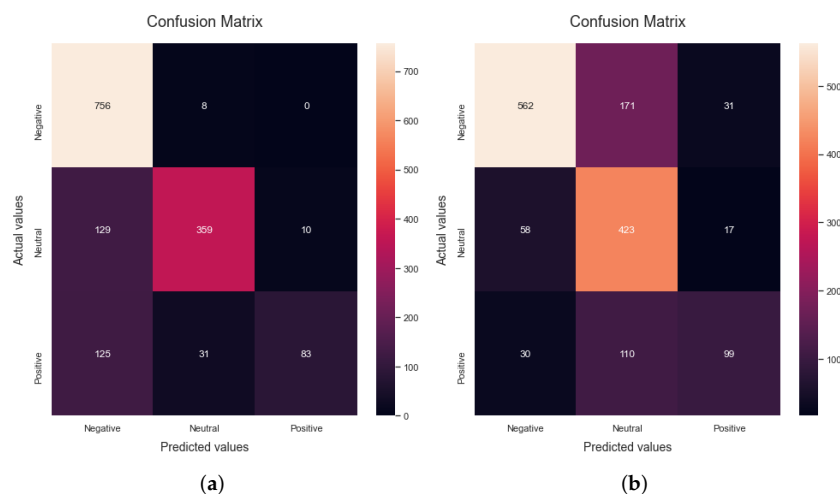 Confusion Matrix
Negative
Neutral
Positive
Actual values
756 8 0
129 359 10
125 31 83
Negative Neutral Positive
Predicted values
700
600
500
400
300
200
100
0
(a)
Confusion Matrix
Negative
Neutral
Positive
Actual values
562 171 31
58 423 17
30 110 99
Negative Neutral Positive
Predicted values
500
400
300
200
100
(b)